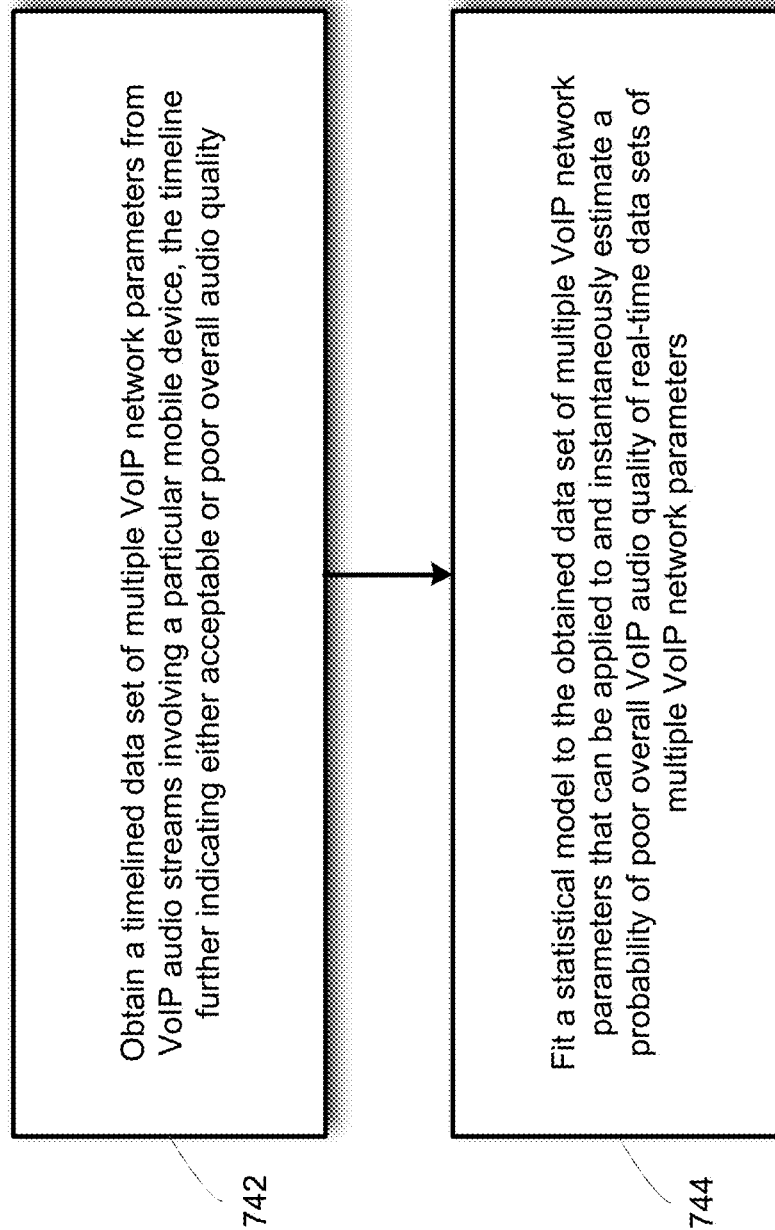 Obtain a timelined data set of multiple VoIP network parameters from
VoIP audio streams involving a particular mobile device, the timeline
further indicating either acceptable or poor overall audio quality
742
Fit a statistical model to the obtained data set of multiple VoIP network
parameters that can be applied to and instantaneously estimate a
probability of poor overall VoIP audio quality of real-time data sets of
multiple VoIP network parameters
744